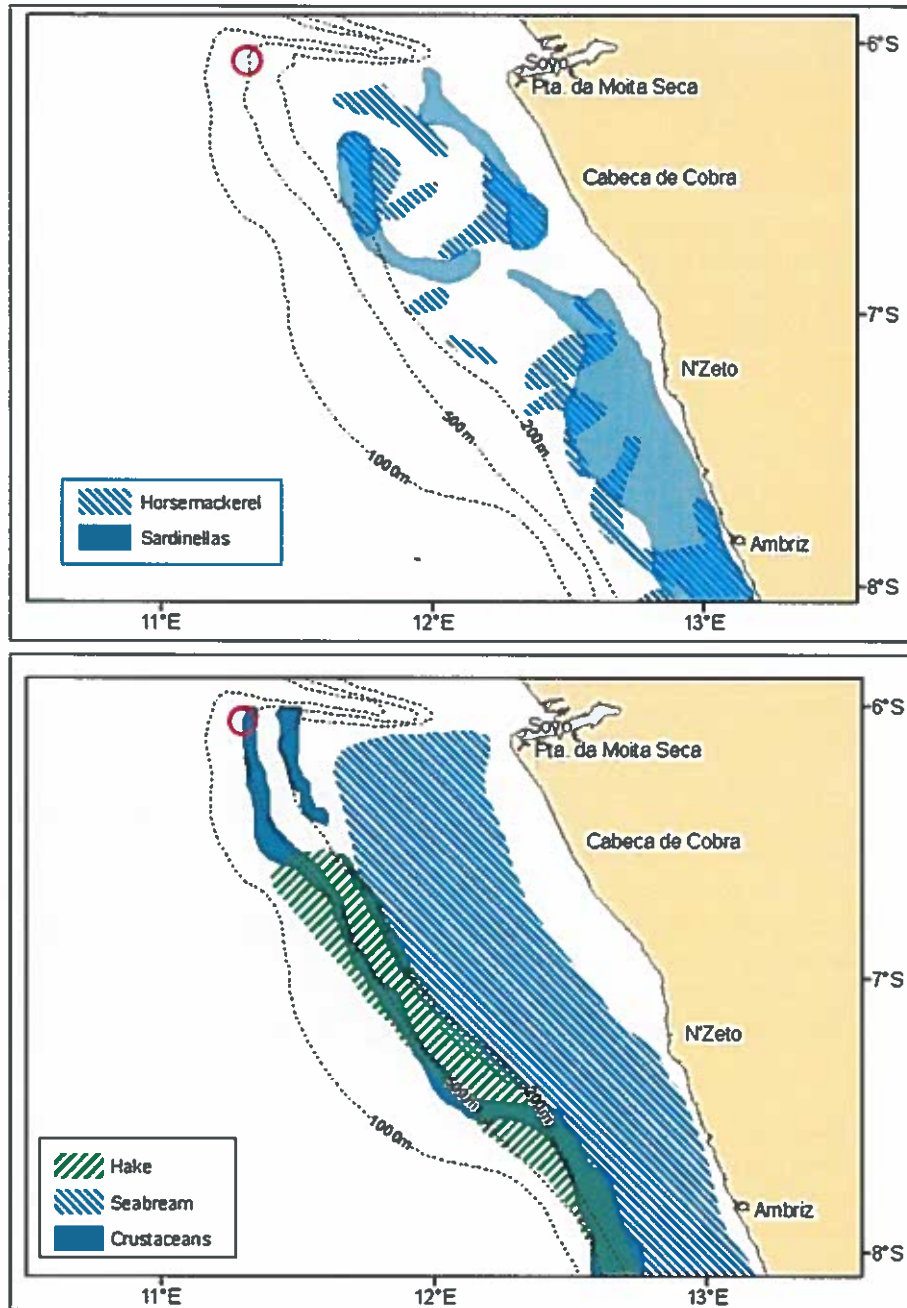 6°S
Soyo
Pta. da Moita Seca
Cabeca de Cobra
7°S
N'Zeto
200m
500m
1000m
Horsemackerel
Sardinellas
Ambriz
8°S
11°E 12°E 13°E
6°S
Soyo
Pta. da Moita Seca
Cabeca de Cobra
7°S
N'Zeto
500m
200m
1000m
Hake
Seabream
Crustaceans
Ambriz
8°S
11°E 12°E 13°E